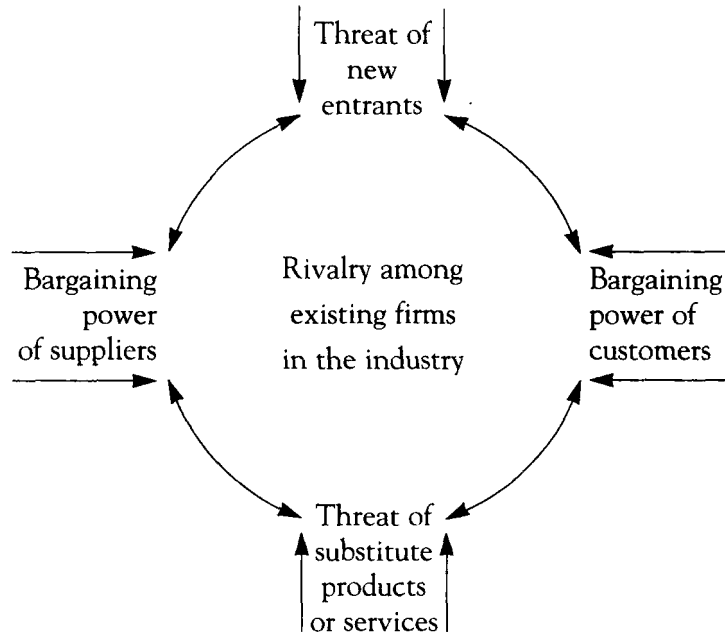 Threat of
new
entrants
Bargaining
power
of suppliers
Rivalry among
existing firms
in the industry
Bargaining
power of
customers
Threat of
substitute
products
or services